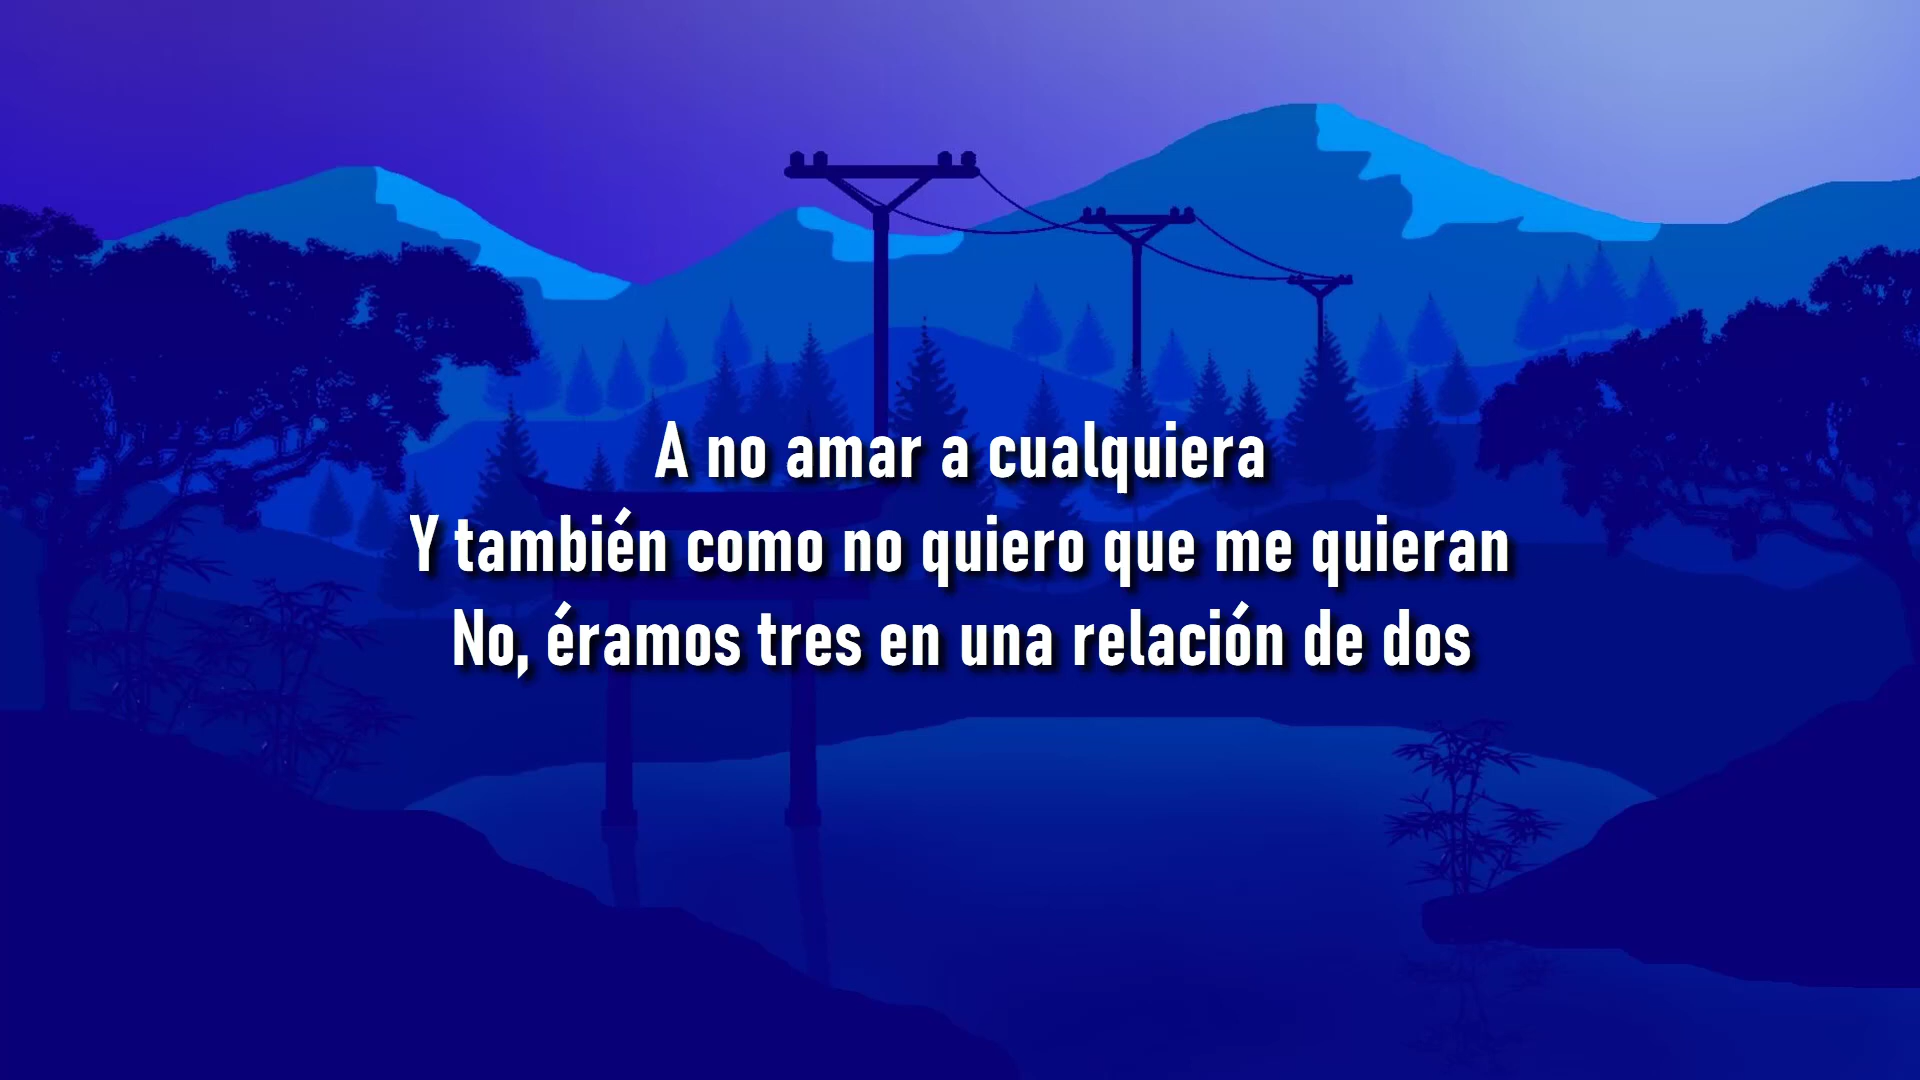 A no amar a cualquiera
Y también como no quiero que me quieran
No, éramos tres en una relación de dos